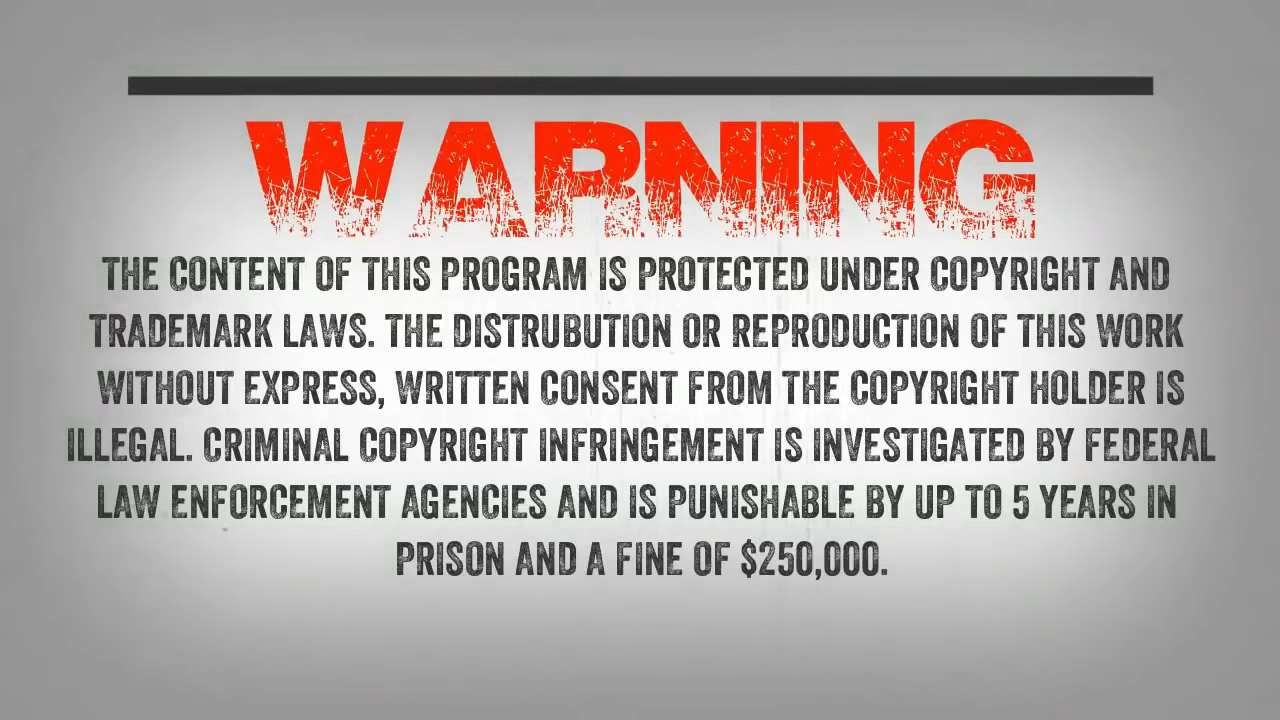 WARNING
THE CONTENT OF THIS PROGRAM IS PROTECTED UNDER COPYRIGHT AND
TRADEMARK LAWS. THE DISTRUBUTION OR REPRODUCTION OF THIS WORK
WITHOUT EXPRESS, WRITTEN CONSENT FROM THE COPYRIGHT HOLDER IS
ILLEGAL. CRIMINAL COPYRIGHT INFRINGEMENT IS INVESTIGATED BY FEDERAL
LAW ENFORCEMENT AGENCIES AND IS PUNISHABLE BY UP TO 5 YEARS IN
PRISON AND A FINE OF $250,000.